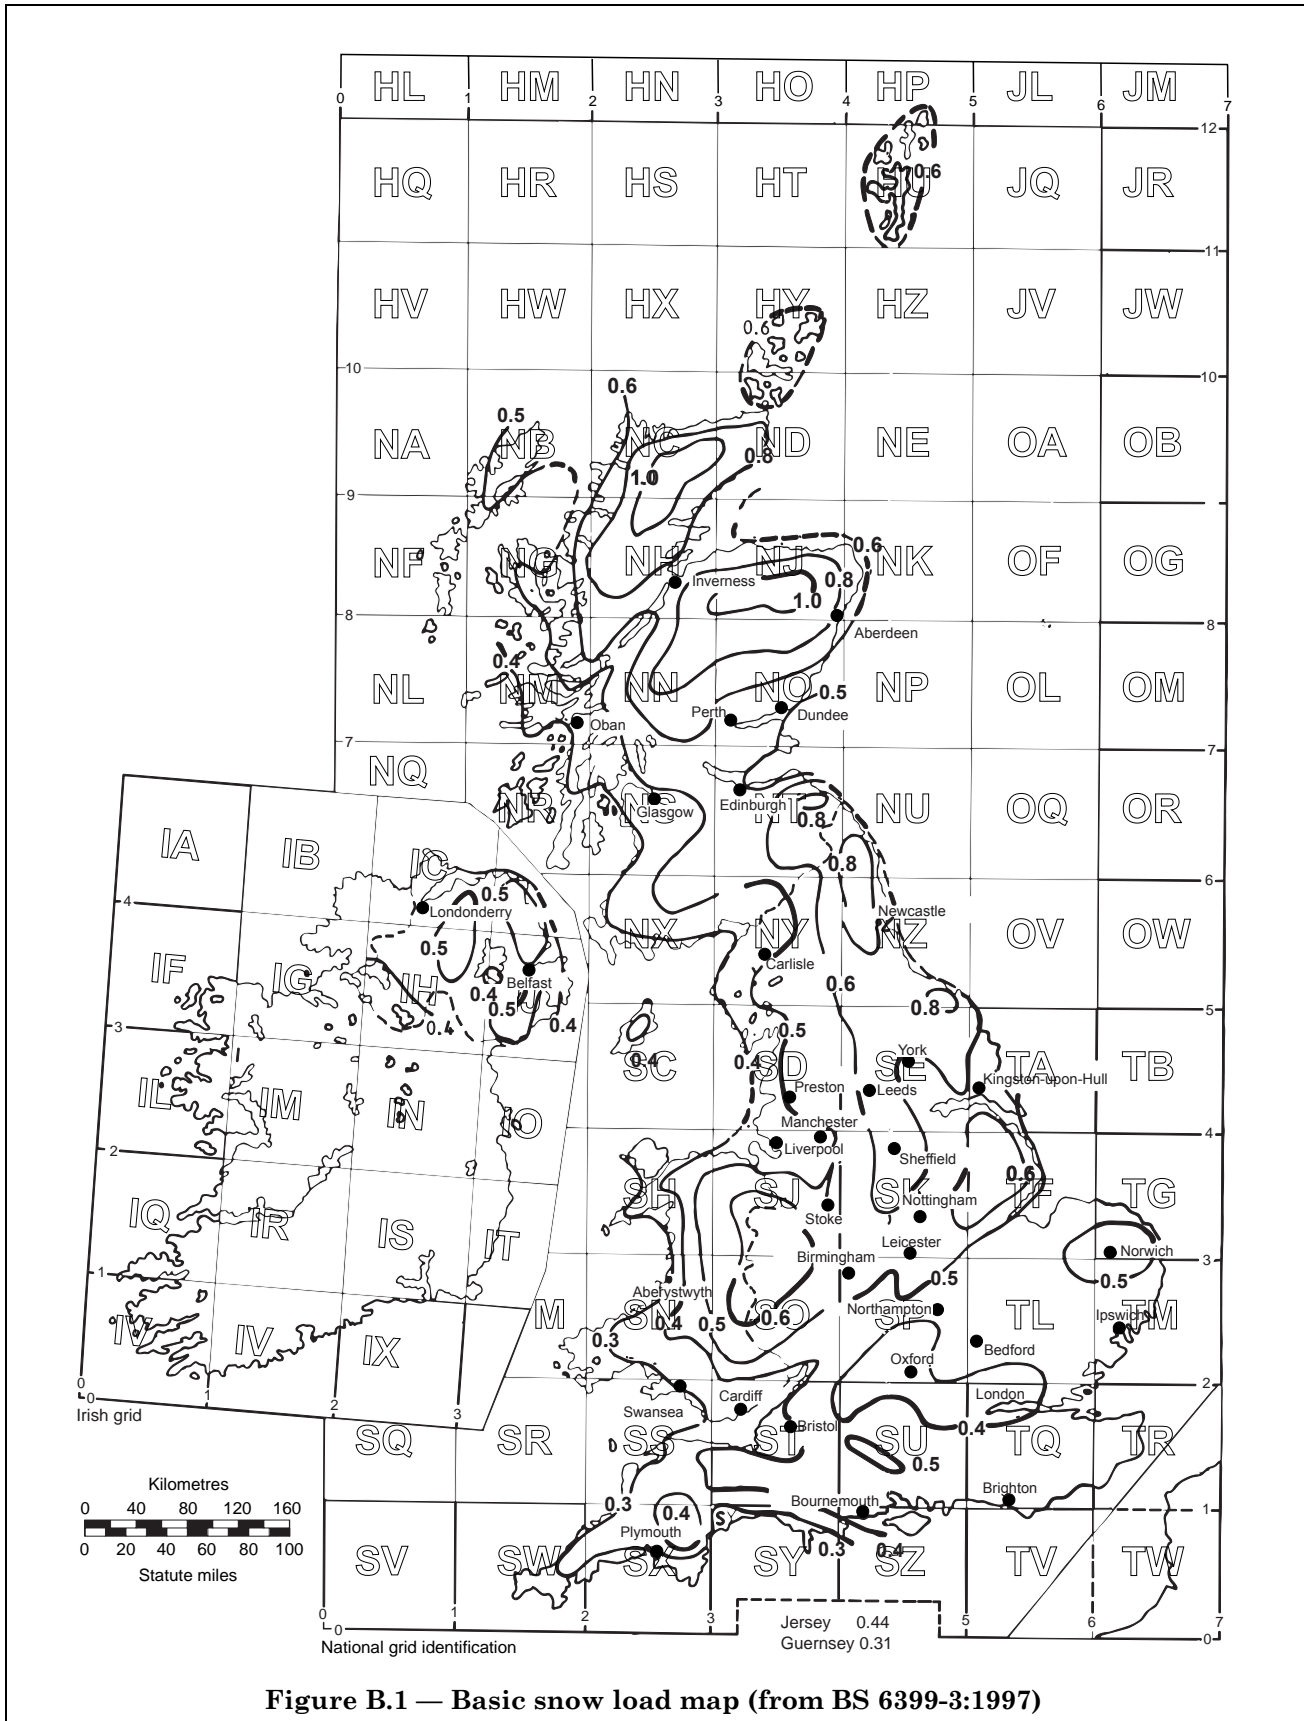 HL HM HN HO HP JL JM
0 1 2 3 4 5 6 7
12
HQ HR HS HT HU 0.6 JQ JR
11
HV HW HX HY HZ JV JW
0.6
10 10
0.6
0.5
NA NB NC ND NE OA OB
0.8
1.0
9
0.6
NF NG NH NJ NK OF OG
Inverness 0.8
1.0
8 8
Aberdeen
0.4
NL NM NN NO NP OL OM
0.5
Perth Dundee
Oban
7 7
NQ
NR NS NT NU OQ OR
Glasgow Edinburgh
0.8
IA IB IC
0.8
6
0.5
4
Londonderry Newcastle
NX NY NZ OV OW
0.5
Carlisle
IF IG IH Belfast
0.4 0.6
0.5 0.8 5
3 0.4 0.4 0.5
York
0.4 SC 0.4 SD SE TA TB
Kingston-upon-Hull
IL IM IN IO Preston Leeds
Manchester
4
Liverpool Sheffield
2
0.6
SH SJ SK TF TG
Nottingham
IQ IR IS IT Stoke
Leicester
Birmingham Norwich
3
1 0.5 0.5
Aberystwyth
M SN 0.4 0.5 SO 0.6 Northampton SP TL Ipswich TM
IV IV IX 0.3
Bedford
Oxford
0
0 1 2 3
Irish grid
2
Cardiff London
Swansea
SQ SR SS ST Bristol SU 0.4 TQ TR
0.5
Kilometres
0 40 80 120 160
0 20 40 60 80 100
Statute miles
Brighton
Bournemouth
0.3 0.4 S 1
Plymouth
0.3 0.4
SV SW SX SY SZ TV TW
0 1 2 3 5 6 7
0 0
Jersey 0.44
Guernsey 0.31
National grid identification
Figure B.1 — Basic snow load map (from BS 6399-3:1997)